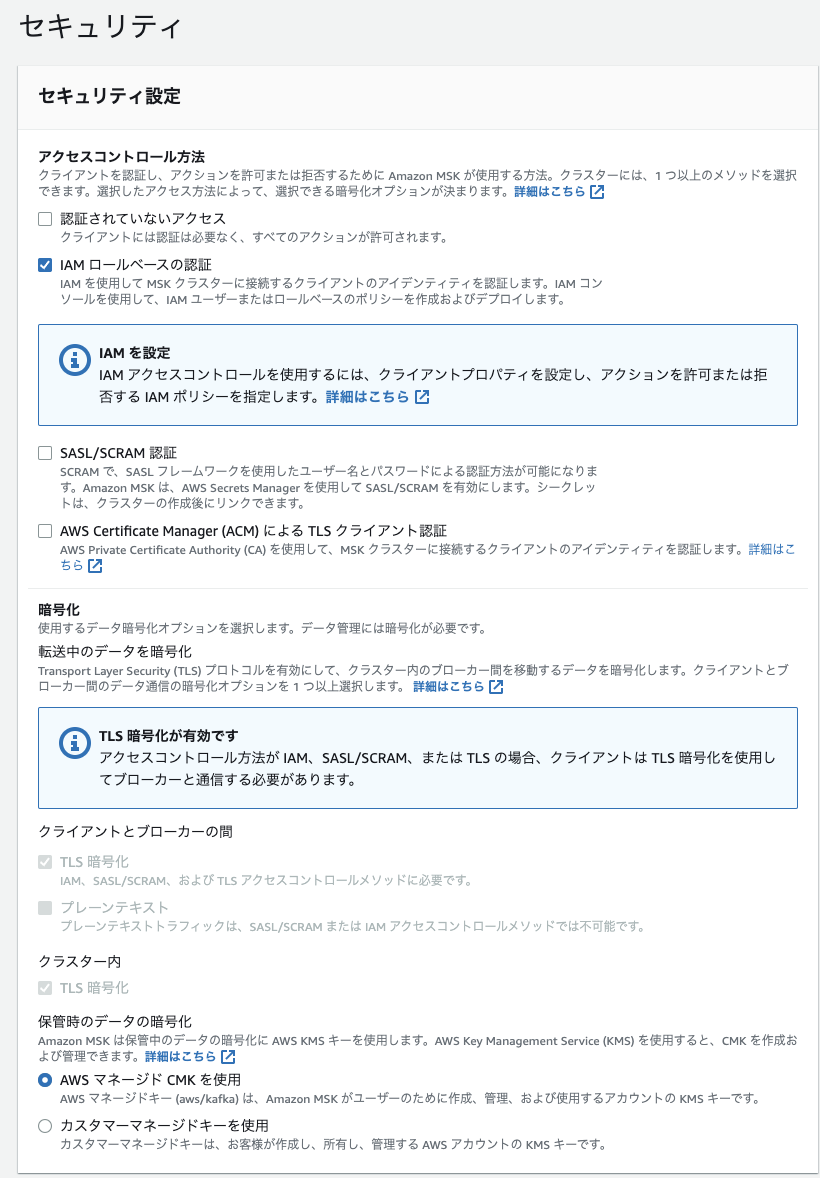 セキュリティ
セキュリティ設定
アクセスコントロール方法
クライアントを認証し、アクションを許可または拒否するために Amazon MSK が使用する方法。クラスターには、1 つ以上のメソッドを選択
できます。選択したアクセス方法によって、選択できる暗号化オプションが決まります。詳細はこちら
認証されていないアクセス
クライアントには認証は必要なく、すべてのアクションが許可されます。
IAM ロールベースの認証
IAM を使用して MSK クラスターに接続するクライアントのアイデンティティを認証します。IAM コン
ソールを使用して、IAM ユーザーまたはロールベースのポリシーを作成およびデプロイします。
IAM を設定
IAM アクセスコントロールを使用するには、クライアントプロパティを設定し、アクションを許可または拒
否する IAM ポリシーを指定します。詳細はこちら
SASL/SCRAM 認証
SCRAM で、SASL フレームワークを使用したユーザー名とパスワードによる認証方法が可能になりま
す。Amazon MSK は、AWS Secrets Manager を使用して SASL/SCRAM を有効にします。シークレッ
トは、クラスターの作成後にリンクできます。
AWS Certificate Manager (ACM) による TLS クライアント認証
AWS Private Certificate Authority (CA) を使用して、MSK クラスターに接続するクライアントのアイデンティティを認証します。詳細はこ
ちら
暗号化
使用するデータ暗号化オプションを選択します。データ管理には暗号化が必要です。
転送中のデータを暗号化
Transport Layer Security (TLS) プロトコルを有効にして、クラスター内のブローカー間を移動するデータを暗号化します。クライアントとブ
ローカー間のデータ通信の暗号化オプションを 1 つ以上選択します。 詳細はこちら
TLS 暗号化が有効です
アクセスコントロール方法が IAM、SASL/SCRAM、または TLS の場合、クライアントは TLS 暗号化を使用し
てブローカーと通信する必要があります。
クライアントとブローカーの間
TLS 暗号化
IAM、SASL/SCRAM、および TLS アクセスコントロールメソッドに必要です。
プレーンテキスト
プレーンテキストトラフィックは、SASL/SCRAM または IAM アクセスコントロールメソッドでは不可能です。
クラスター内
TLS 暗号化
保管時のデータの暗号化
Amazon MSK は保管中のデータの暗号化に AWS KMS キーを使用します。AWS Key Management Service (KMS) を使用すると、CMK を作成お
よび管理できます。詳細はこちら
AWS マネージド CMK を使用
AWS マネージドキー (aws/kafka) は、Amazon MSK がユーザーのために作成、管理、および使用するアカウントの KMS キーです。
カスタマーマネージドキーを使用
カスタマーマネージドキーは、お客様が作成し、所有し、管理する AWS アカウントの KMS キーです。